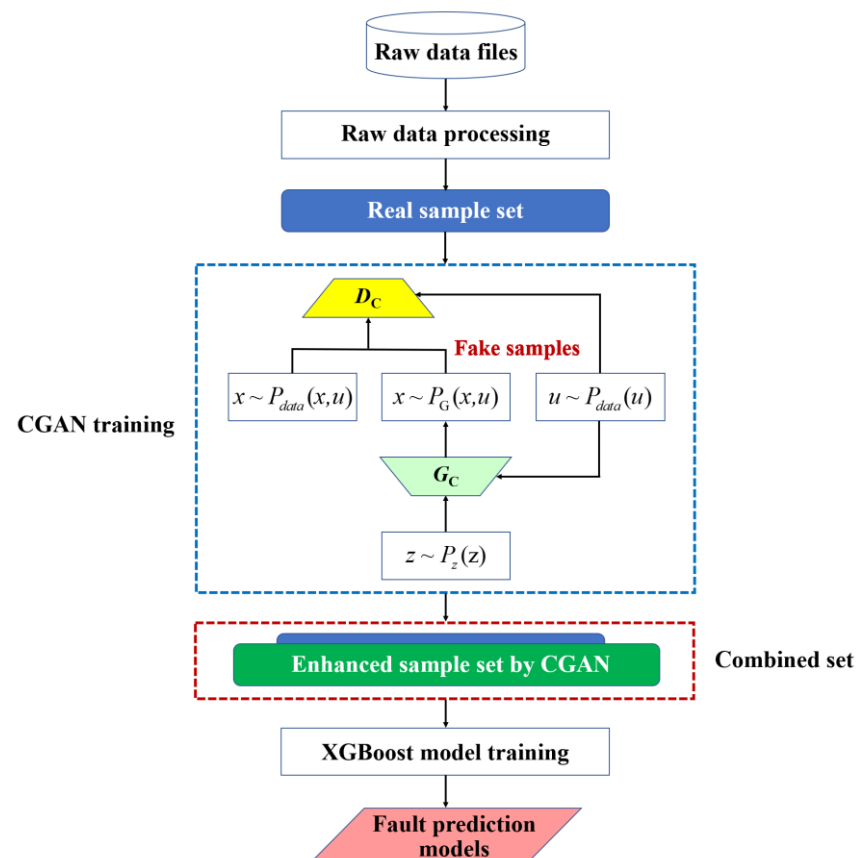 Raw data files
Raw data processing
Real sample set
D_C
Fake samples
x ~ P_data(x,u)
x ~ P_G(x,u)
u ~ P_data(u)
CGAN training
G_C
z ~ P_z(z)
Enhanced sample set by CGAN
Combined set
XGBoost model training
Fault prediction
models